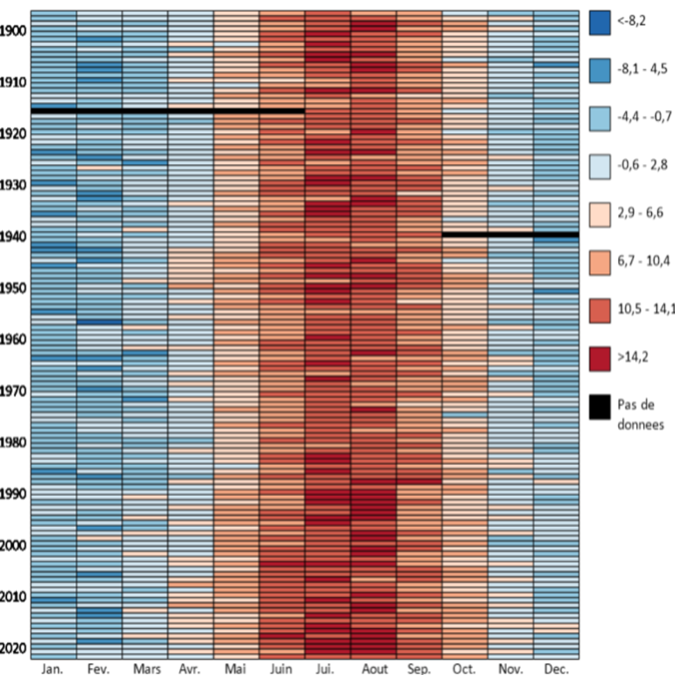 1900
1910
1920
1930
1940
1950
1960
1970
1980
1990
2000
2010
2020
Jan. Fev. Mars Avr. Mai Juin Jui. Aout Sep. Oct. Nov. Dec.
<-8,2
-8,1 - 4,5
-4,4 - -0,7
-0,6 - 2,8
2,9 - 6,6
6,7 - 10,4
10,5 - 14,1
>14,2
Pas de
donnees